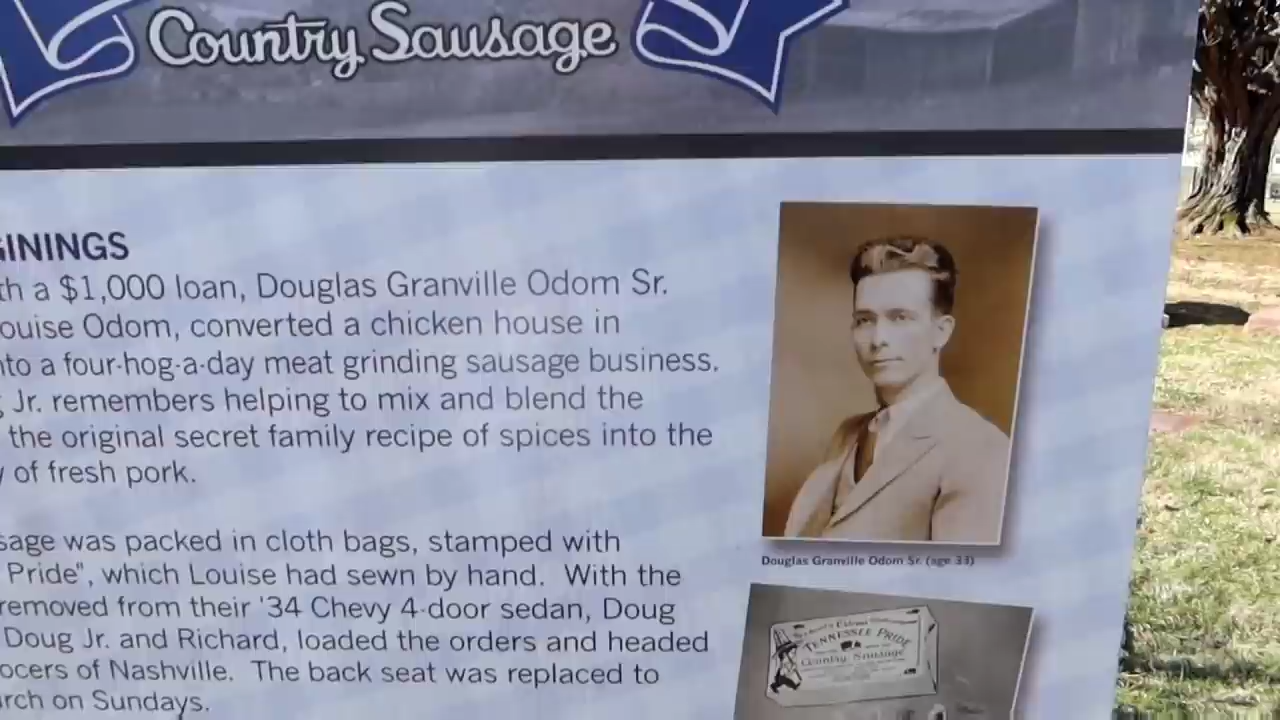 Country Sausage
GININGS
th a $1,000 loan, Douglas Granville Odom Sr.
ouise Odom, converted a chicken house in
nto a four-hog-a-day meat grinding sausage business.
g Jr. remembers helping to mix and blend the
the original secret family recipe of spices into the
y of fresh pork.
sage was packed in cloth bags, stamped with
Pride", which Louise had sewn by hand. With the
removed from their '34 Chevy 4-door sedan, Doug
Doug Jr. and Richard, loaded the orders and headed
ocers of Nashville. The back seat was replaced to
urch on Sundays.
Douglas Granville Odom Sr. (age 33)
TENNESSEE PRIDE
Country Sausage